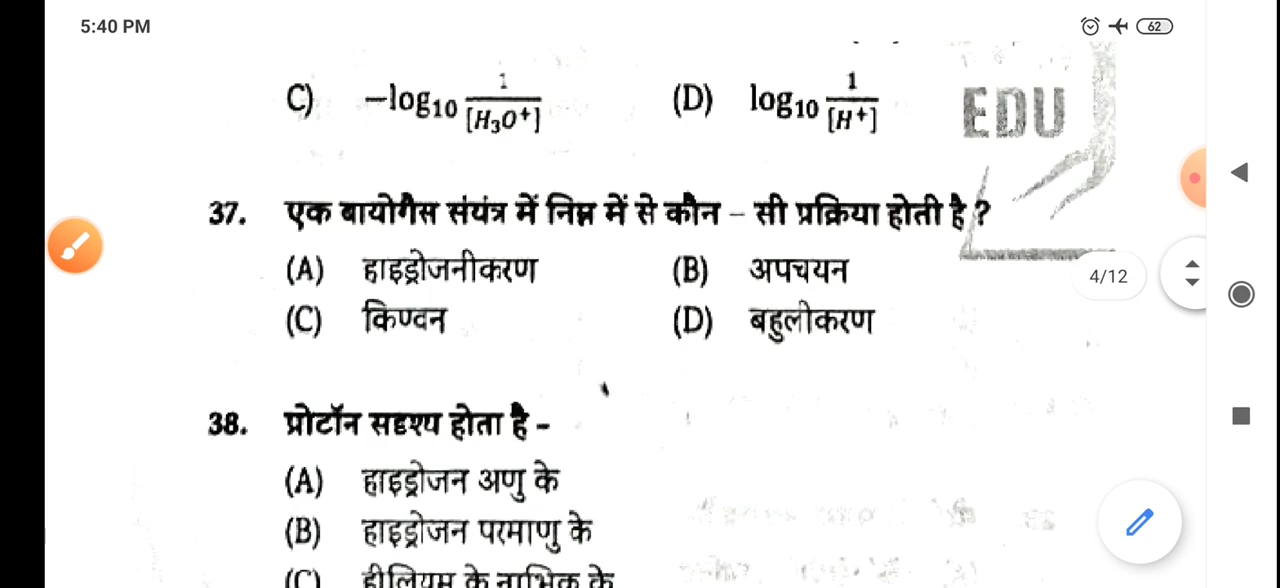 5:40 PM
62
C) −log₁₀ 1/[H₃O⁺] (D) log₁₀ 1/[H⁺]
EDU
37. एक बायोगैस संयंत्र में निम्न में से कौन – सी प्रक्रिया होती है ?
(A) हाइड्रोजनीकरण (B) अपचयन
4/12
(C) किण्वन (D) बहुलीकरण
38. प्रोटॉन सदृश्य होता है –
(A) हाइड्रोजन अणु के
(B) हाइड्रोजन परमाणु के
(C) हीलियम के नाभिक के